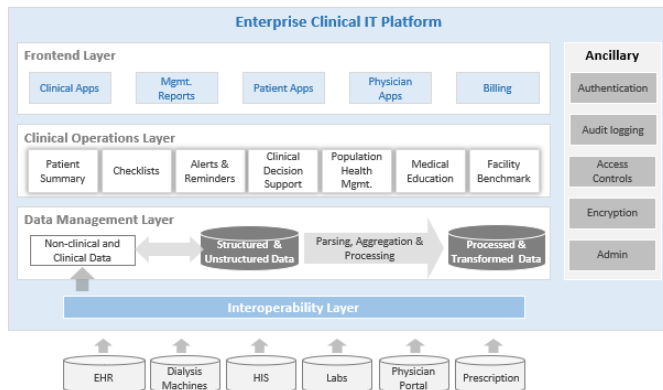 Enterprise Clinical IT Platform
Frontend Layer
Clinical Apps
Mgmt.
Reports
Patient Apps
Physician
Apps
Billing
Clinical Operations Layer
Patient
Summary
Checklists
Alerts &
Reminders
Clinical
Decision
Support
Population
Health
Mgmt.
Medical
Education
Facility
Benchmark
Data Management Layer
Non-clinical and
Clinical Data
Structured &
Unstructured Data
Parsing, Aggregation &
Processing
Processed &
Transformed Data
Interoperability Layer
EHR
Dialysis
Machines
HIS
Labs
Physician
Portal
Prescription
Ancillary
Authentication
Audit logging
Access
Controls
Encryption
Admin